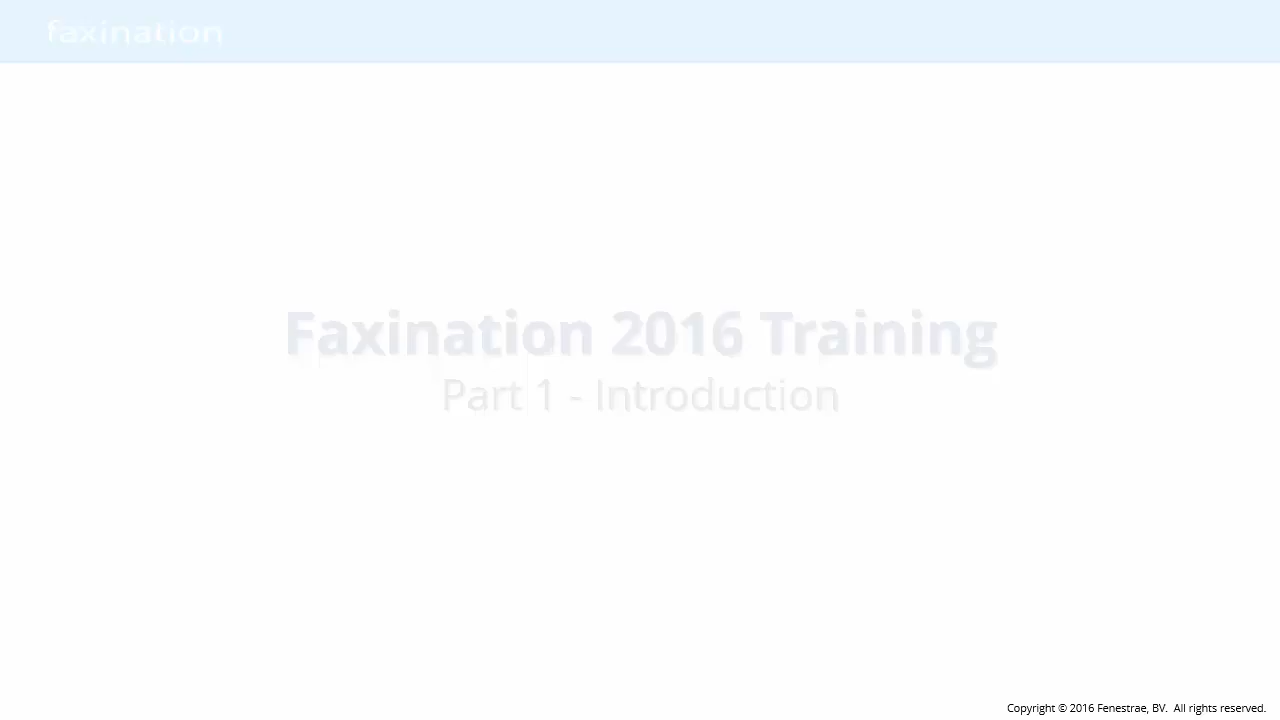 faxination
Faxination 2016 Training
Part 1 - Introduction
Copyright © 2016 Fenestrae, BV.  All rights reserved.